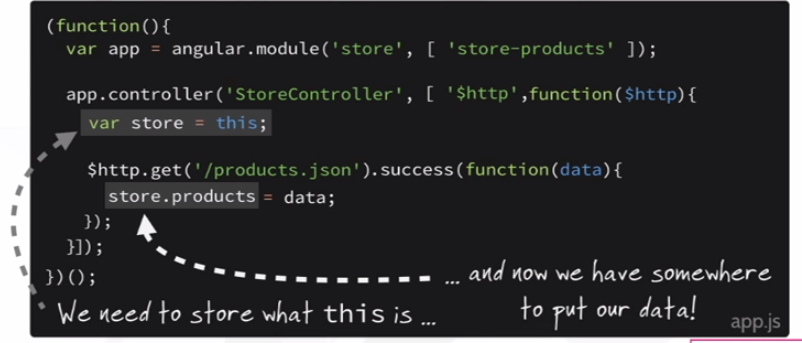 (function(){
var app = angular.module('store', [ 'store-products' ]);
app.controller('StoreController', [ '$http',function($http){
var store = this;
$http.get('/products.json').success(function(data){
store.products = data;
});
}]);
})();
... and now we have somewhere
to put our data!
We need to store what this is ...
app.js